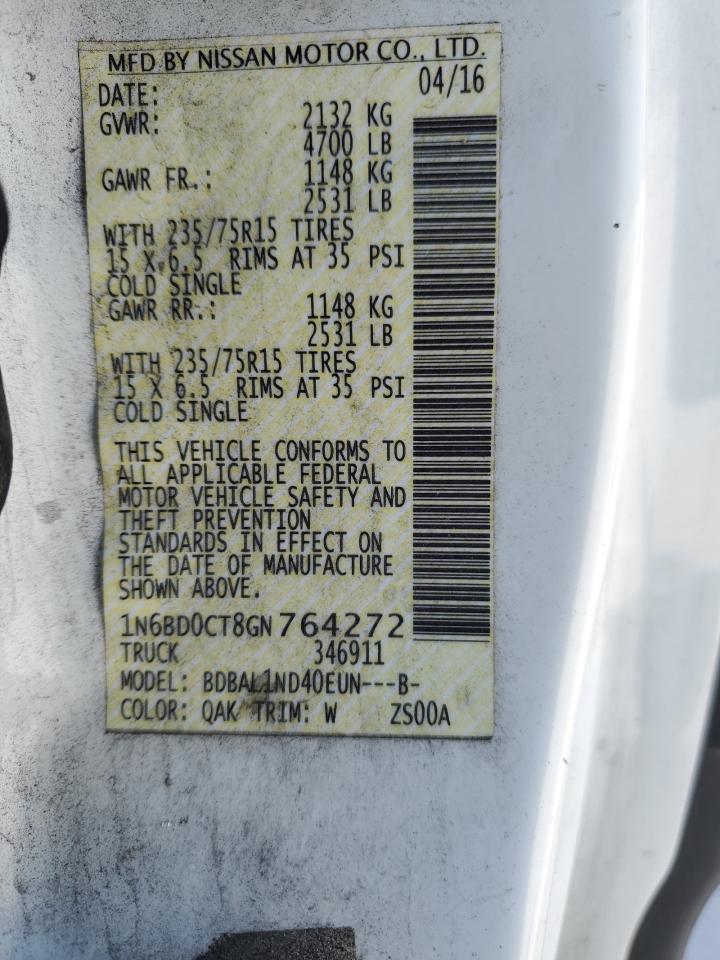 MFD BY NISSAN MOTOR CO., LTD.
DATE: 04/16
GVWR: 2132 KG
4700 LB
GAWR FR.: 1148 KG
2531 LB
WITH 235/75R15 TIRES
15 X 6.5 RIMS AT 35 PSI
COLD SINGLE
GAWR RR.: 1148 KG
2531 LB
WITH 235/75R15 TIRES
15 X 6.5 RIMS AT 35 PSI
COLD SINGLE
THIS VEHICLE CONFORMS TO
ALL APPLICABLE FEDERAL
MOTOR VEHICLE SAFETY AND
THEFT PREVENTION
STANDARDS IN EFFECT ON
THE DATE OF MANUFACTURE
SHOWN ABOVE.
1N6BD0CT8GN764272
TRUCK 346911
MODEL: BDBAL1ND40EUN---B-
COLOR: QAK TRIM: W ZS00A